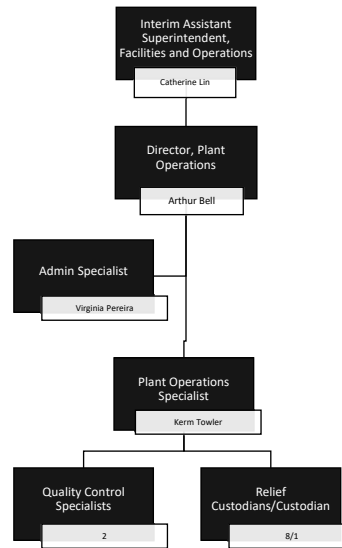 Interim Assistant
Superintendent,
Facilities and Operations
Catherine Lin
Director, Plant
Operations
Arthur Bell
Admin Specialist
Virginia Pereira
Plant Operations
Specialist
Kerm Towler
Quality Control
Specialists
2
Relief
Custodians/Custodian
8/1